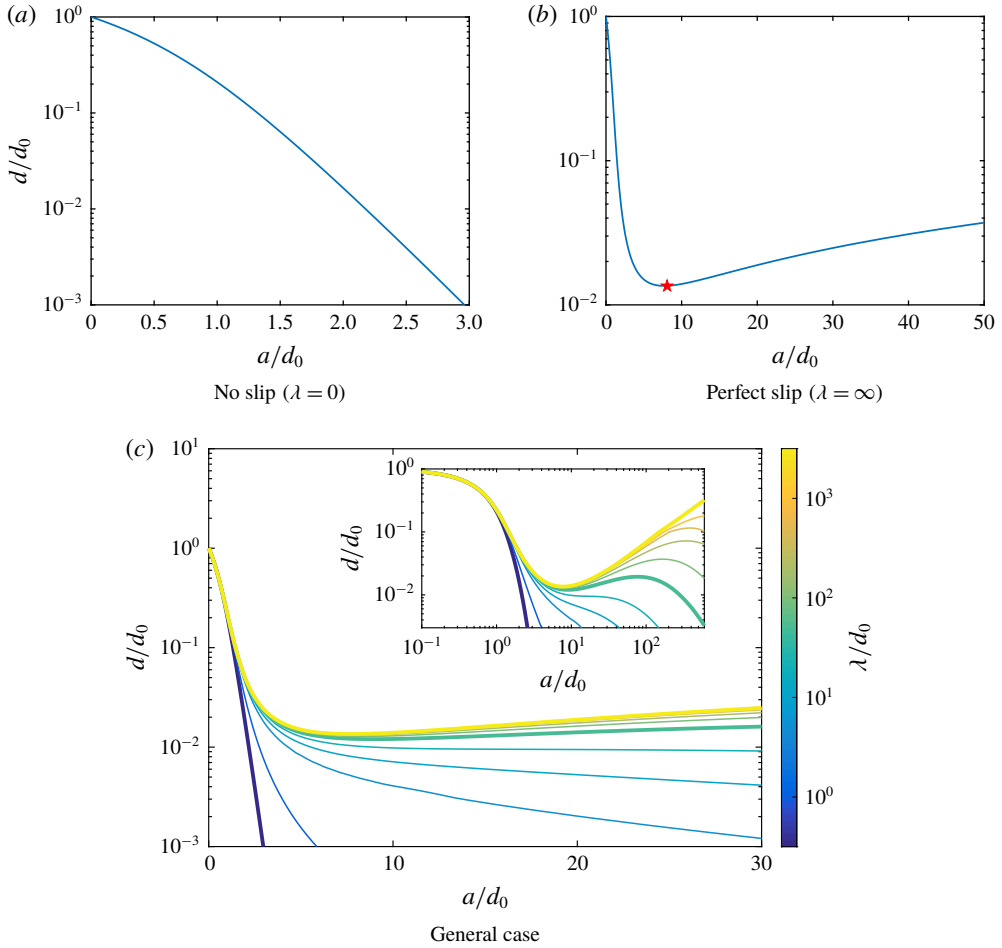 (a)
10^0
10^-1
10^-2
10^-3
d/d_0
0 0.5 1.0 1.5 2.0 2.5 3.0
a/d_0
No slip (λ = 0)
(b)
10^0
10^-1
10^-2
0 10 20 30 40 50
a/d_0
Perfect slip (λ = ∞)
(c)
10^1
10^0
10^-1
10^-2
10^-3
d/d_0
0 10 20 30
a/d_0
10^0
10^-1
10^-2
d/d_0
10^-1 10^0 10^1 10^2
a/d_0
10^3
10^2
10^1
10^0
λ/d_0
General case